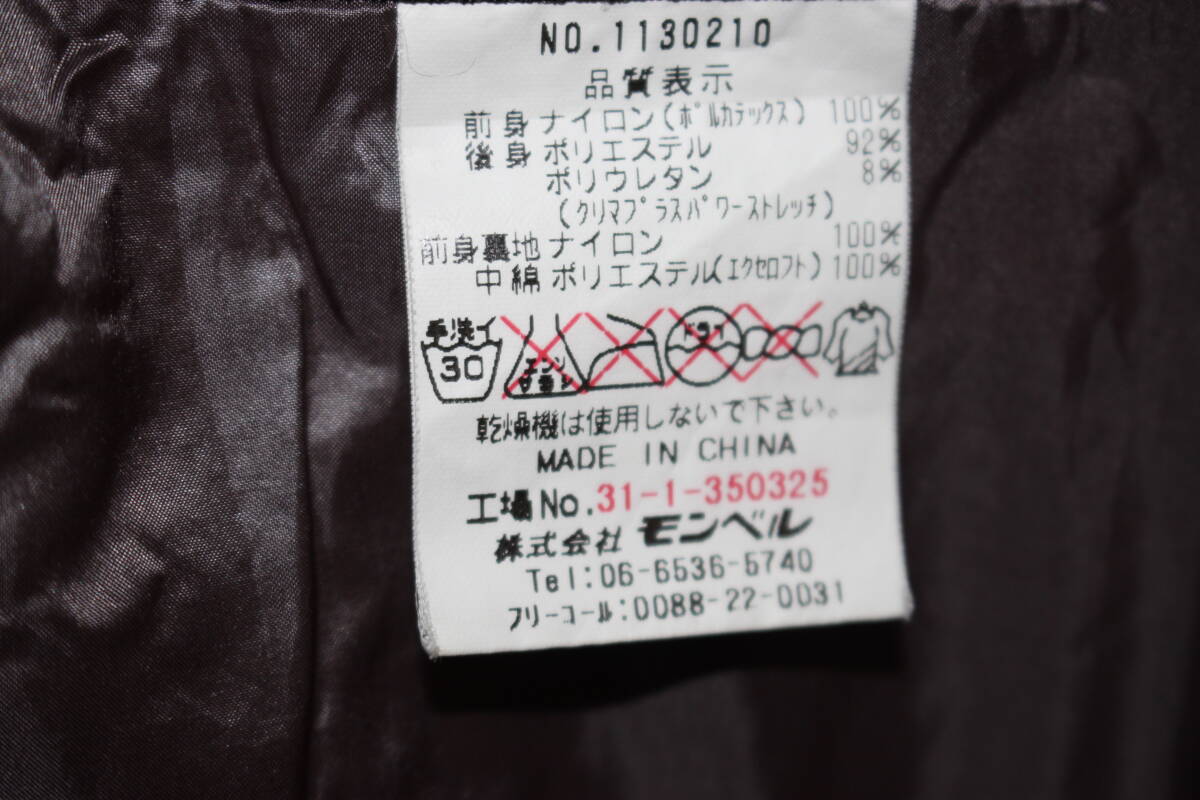 NO.1130210
品質表示
前身 ナイロン(ポルカテックス) 100%
後身 ポリエステル 92%
ポリウレタン 8%
(クリマプラスパワーストレッチ)
前身裏地 ナイロン 100%
中綿 ポリエステル(エクセロフト) 100%
手洗イ 30 エンソサラシ ドライ
乾燥機は使用しないで下さい。
MADE IN CHINA
工場No.31-1-350325
株式会社 モンベル
Tel:06-6536-5740
フリーコール:0088-22-0031